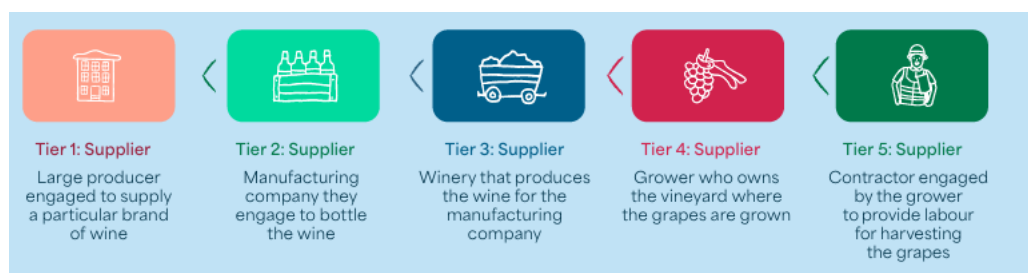 Tier 1: Supplier
Large producer
engaged to supply
a particular brand
of wine
Tier 2: Supplier
Manufacturing
company they
engage to bottle
the wine
Tier 3: Supplier
Winery that produces
the wine for the
manufacturing
company
Tier 4: Supplier
Grower who owns
the vineyard where
the grapes are grown
Tier 5: Supplier
Contractor engaged
by the grower
to provide labour
for harvesting
the grapes